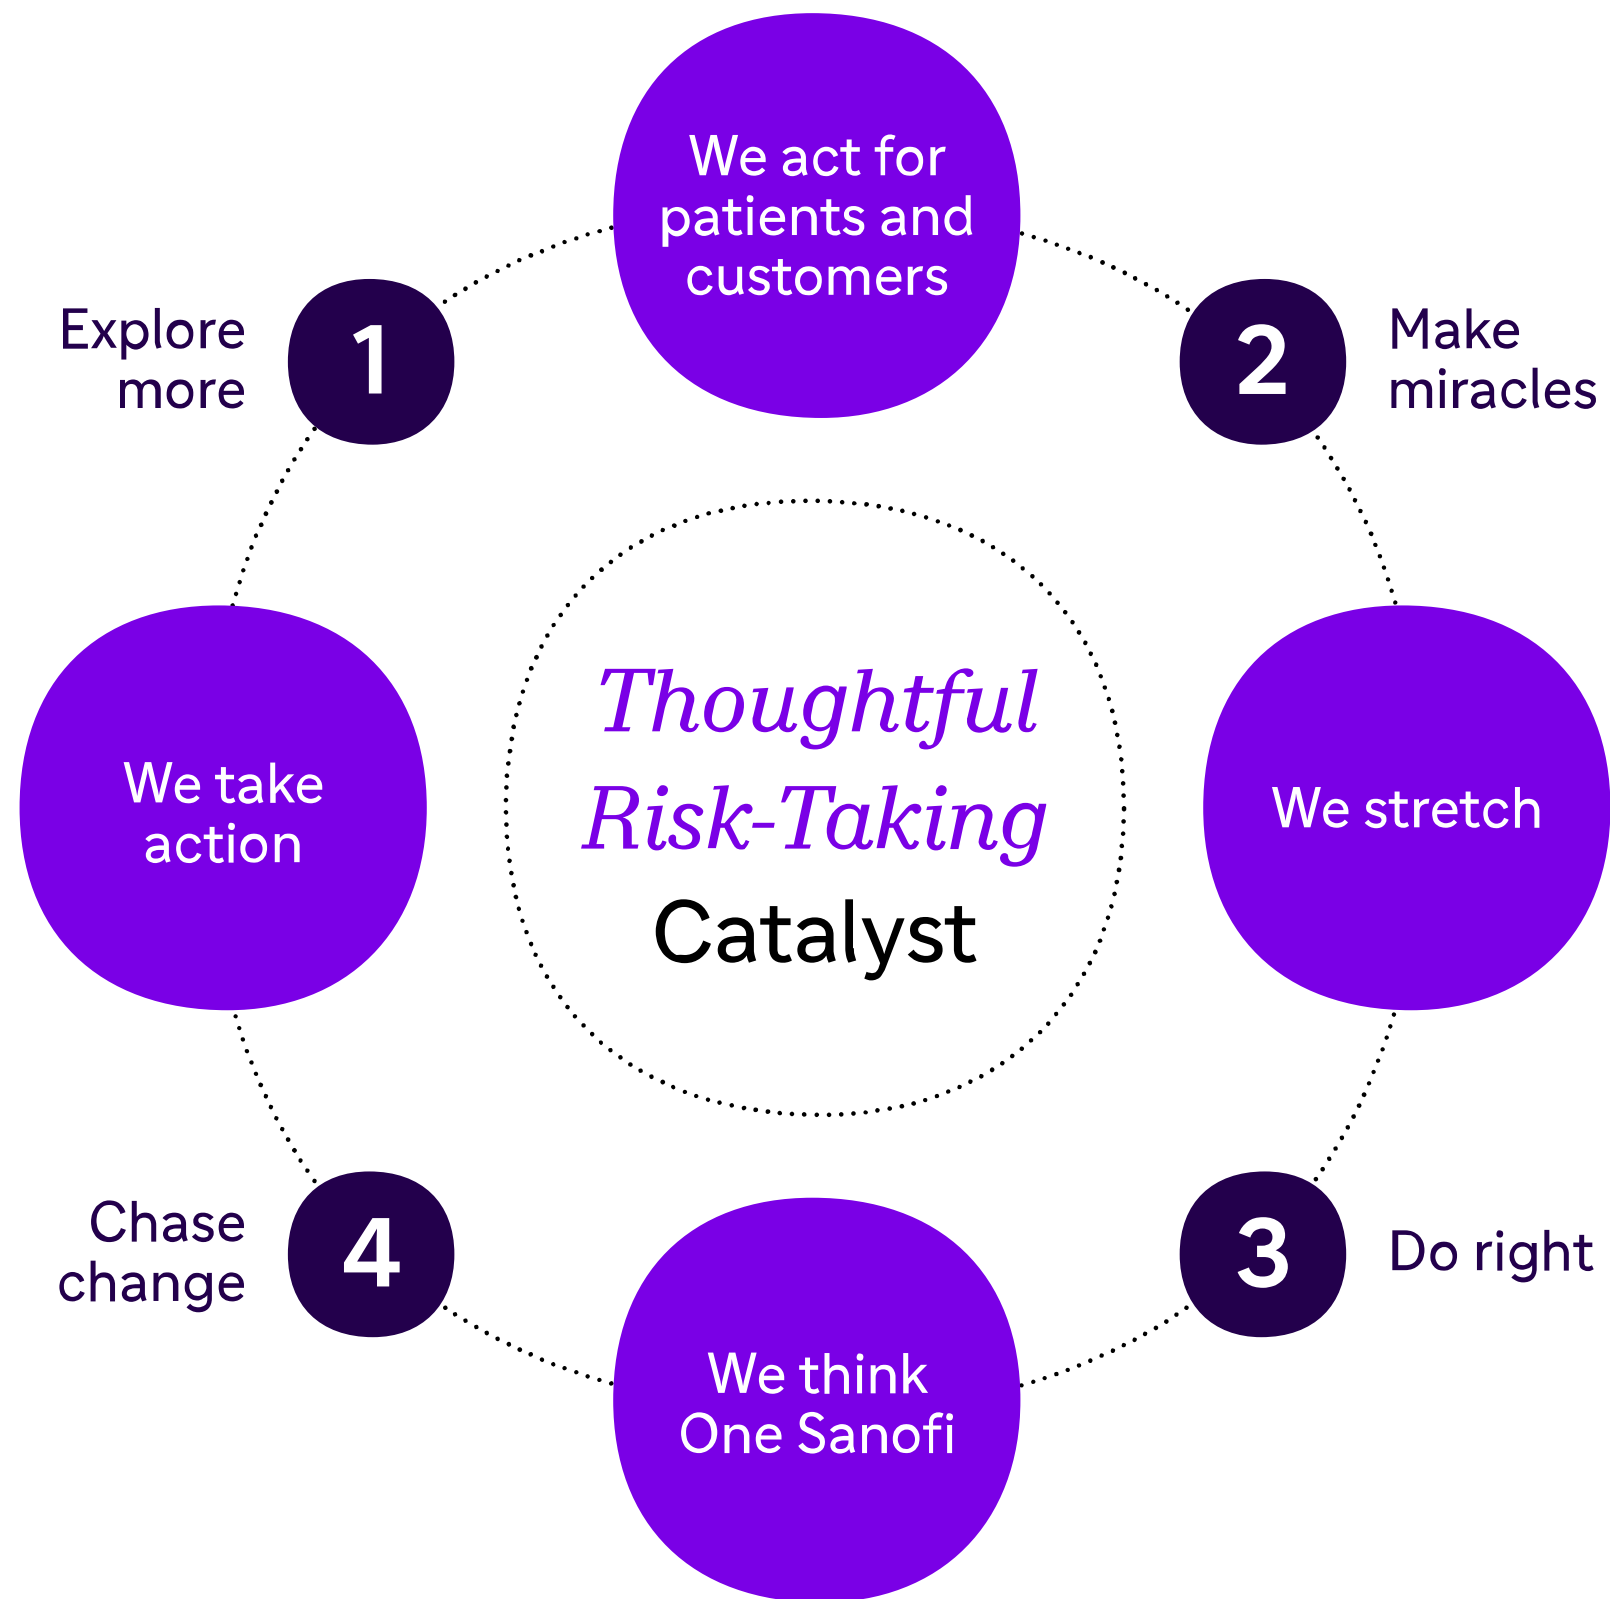 We act for
patients and
customers
Explore
more
1
2
Make
miracles
We take
action
Thoughtful
Risk-Taking
Catalyst
We stretch
Chase
change
4
3
Do right
We think
One Sanofi